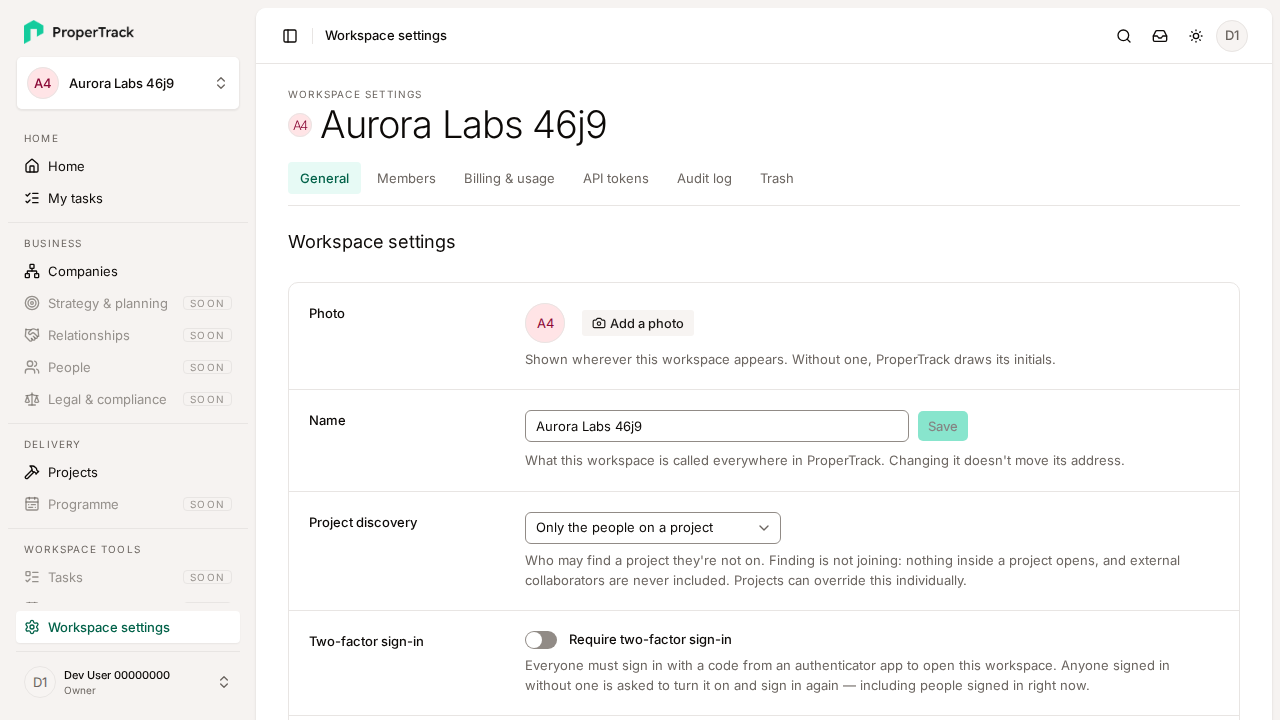 ProperTrack
A4 Aurora Labs 46j9
HOME
Home
My tasks
BUSINESS
Companies
Strategy & planning SOON
Relationships SOON
People SOON
Legal & compliance SOON
DELIVERY
Projects
Programme SOON
WORKSPACE TOOLS
Tasks SOON
Workspace settings
D1 Dev User 00000000
Owner
Workspace settings
D1
WORKSPACE SETTINGS
A4 Aurora Labs 46j9
General Members Billing & usage API tokens Audit log Trash
Workspace settings
Photo
A4 Add a photo
Shown wherever this workspace appears. Without one, ProperTrack draws its initials.
Name
Aurora Labs 46j9 Save
What this workspace is called everywhere in ProperTrack. Changing it doesn't move its address.
Project discovery
Only the people on a project
Who may find a project they're not on. Finding is not joining: nothing inside a project opens, and external
collaborators are never included. Projects can override this individually.
Two-factor sign-in
Require two-factor sign-in
Everyone must sign in with a code from an authenticator app to open this workspace. Anyone signed in
without one is asked to turn it on and sign in again — including people signed in right now.